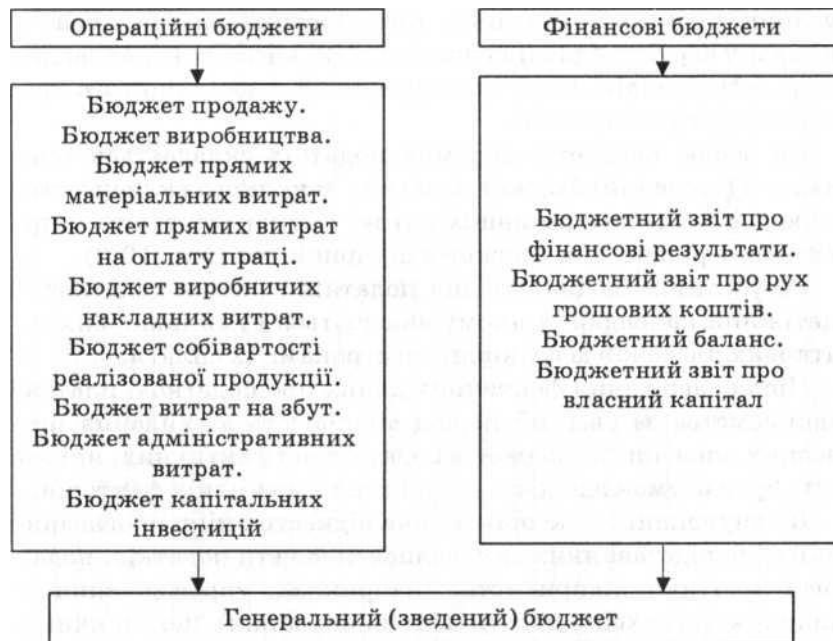 Операційні бюджети
Бюджет продажу.
Бюджет виробництва.
Бюджет прямих
матеріальних витрат.
Бюджет прямих витрат
на оплату праці.
Бюджет виробничих
накладних витрат.
Бюджет собівартості
реалізованої продукції.
Бюджет витрат на збут.
Бюджет адміністративних
витрат.
Бюджет капітальних
інвестицій
Фінансові бюджети
Бюджетний звіт про
фінансові результати.
Бюджетний звіт про рух
грошових коштів.
Бюджетний баланс.
Бюджетний звіт про
власний капітал
Генеральний (зведений) бюджет